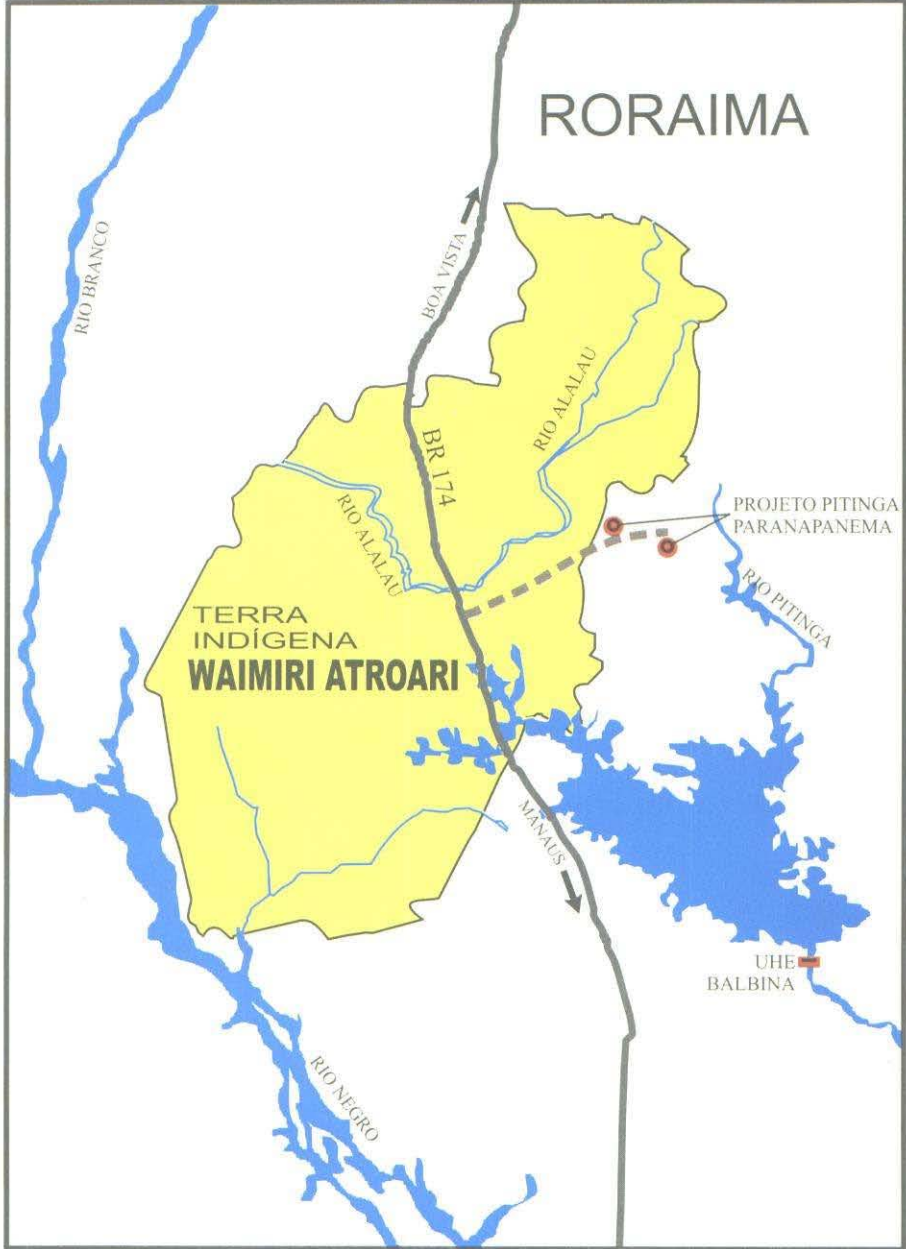 RORAIMA
RIO BRANCO
BOA VISTA
RIO ALALAU
BR 174
RIO ALALAU
PROJETO PITINGA
PARANAPANEMA
RIO PITINGA
TERRA
INDÍGENA
WAIMIRI ATROARI
MANAUS
UHE
BALBINA
RIO NEGRO